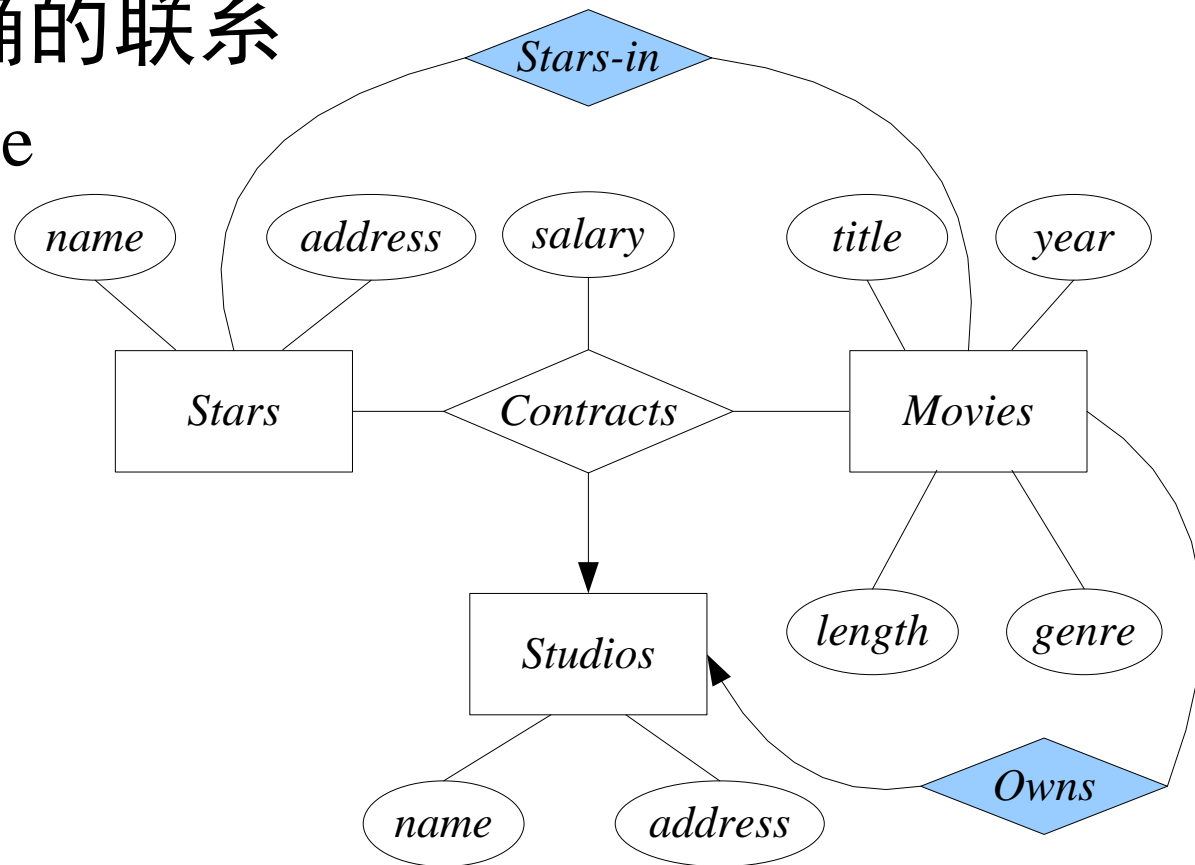 的联系
Stars-in
e
name
address
salary
title
year
Stars
Contracts
Movies
length
genre
Studios
Owns
name
address